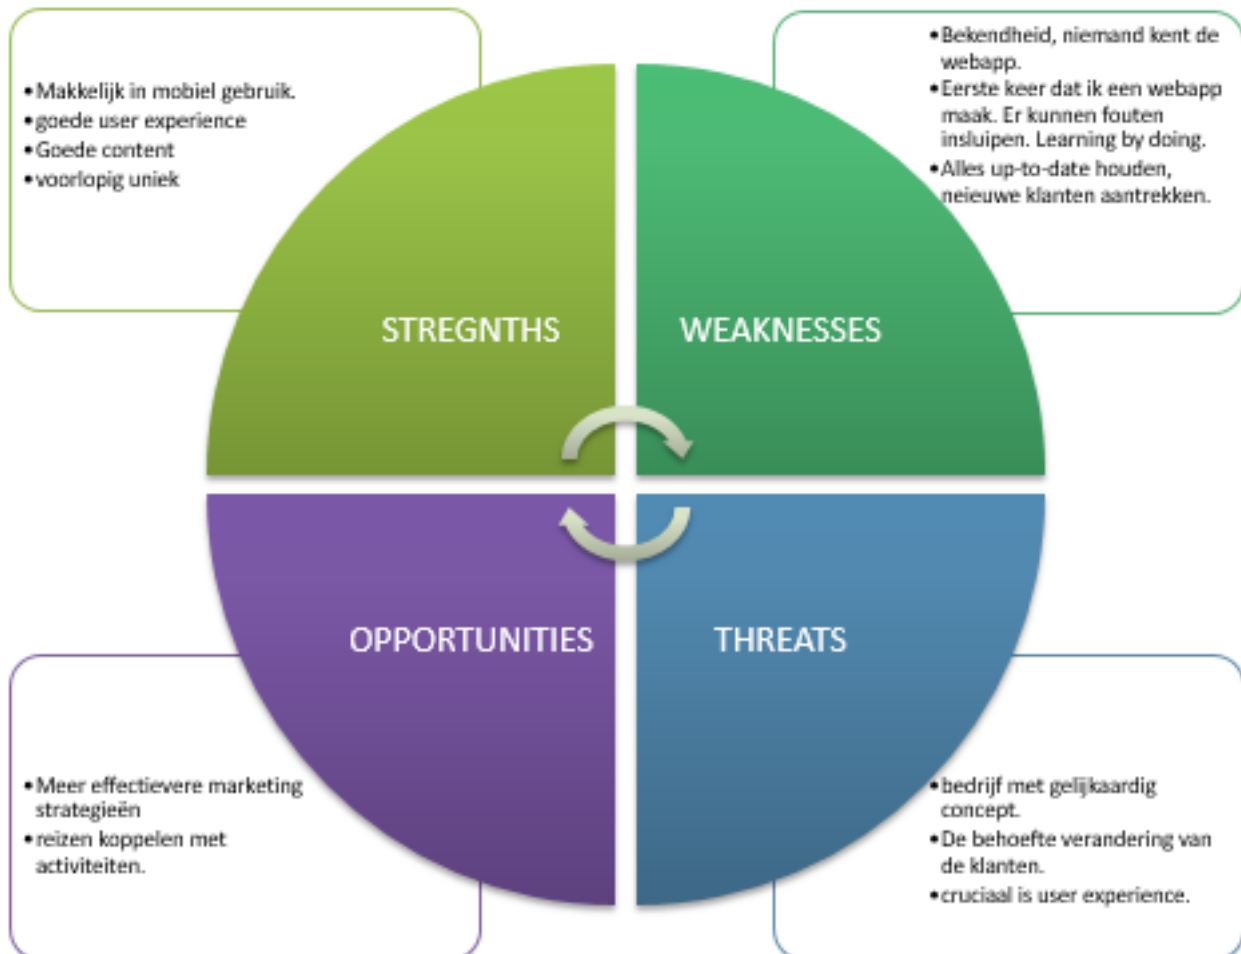 •Makkelijk in mobiel gebruik.
•goede user experience
•Goede content
•voorlopig uniek
•Bekendheid, niemand kent de
webapp.
•Eerste keer dat ik een webapp
maak. Er kunnen fouten
insluipen. Learning by doing.
•Alles up-to-date houden,
neieuwe klanten aantrekken.
STREGNTHS
WEAKNESSES
OPPORTUNITIES
THREATS
•Meer effectievere marketing
strategieën
•reizen koppelen met
activiteiten.
•bedrijf met gelijkaardig
concept.
•De behoefte verandering van
de klanten.
•cruciaal is user experience.